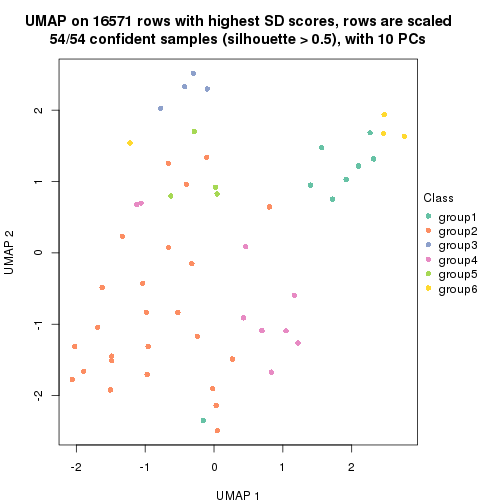 UMAP on 16571 rows with highest SD scores, rows are scaled
54/54 confident samples (silhouette > 0.5), with 10 PCs
UMAP 2
2
1
0
-1
-2
-2
-1
0
1
2
UMAP 1
Class
group1
group2
group3
group4
group5
group6